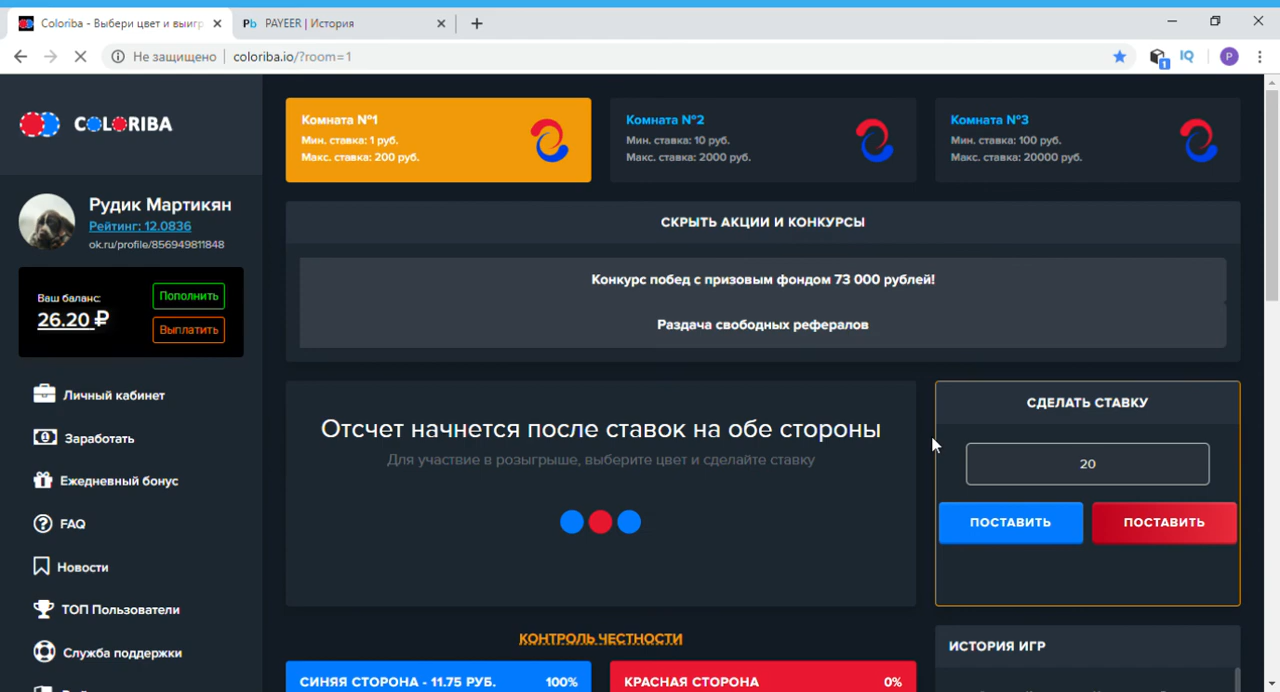 Coloriba - Выбери цвет и выигр
Pb PAYEER | История
Не защищено coloriba.io/?room=1
IQ
1
P
COLORIBA
Комната №1
Мин. ставка: 1 руб.
Макс. ставка: 200 руб.
Комната №2
Мин. ставка: 10 руб.
Макс. ставка: 2000 руб.
Комната №3
Мин. ставка: 100 руб.
Макс. ставка: 20000 руб.
Рудик Мартикян
Рейтинг: 12.0836
ok.ru/profile/856949811848
Ваш баланс:
26.20 ₽
Пополнить
Выплатить
Личный кабинет
Заработать
Ежедневный бонус
FAQ
Новости
ТОП Пользователи
Служба поддержки
СКРЫТЬ АКЦИИ И КОНКУРСЫ
Конкурс побед с призовым фондом 73 000 рублей!
Раздача свободных рефералов
Отсчет начнется после ставок на обе стороны
Для участие в розыгрыше, выберите цвет и сделайте ставку
СДЕЛАТЬ СТАВКУ
20
ПОСТАВИТЬ ПОСТАВИТЬ
КОНТРОЛЬ ЧЕСТНОСТИ
СИНЯЯ СТОРОНА - 11.75 РУБ. 100%
КРАСНАЯ СТОРОНА 0%
ИСТОРИЯ ИГР